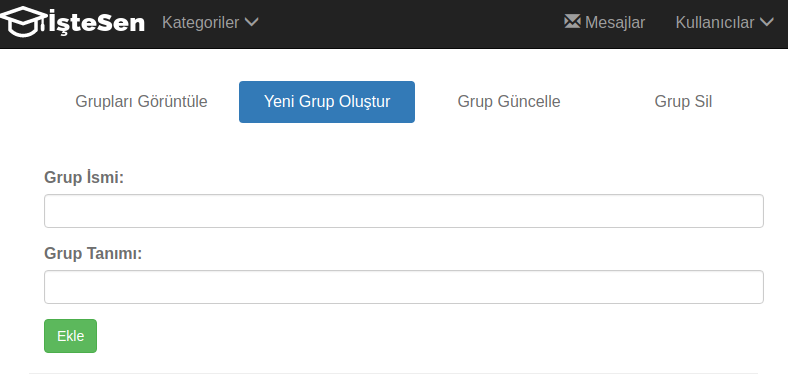 İşteSen Kategoriler Mesajlar Kullanıcılar
Grupları Görüntüle Yeni Grup Oluştur Grup Güncelle Grup Sil
Grup İsmi:
Grup Tanımı:
Ekle